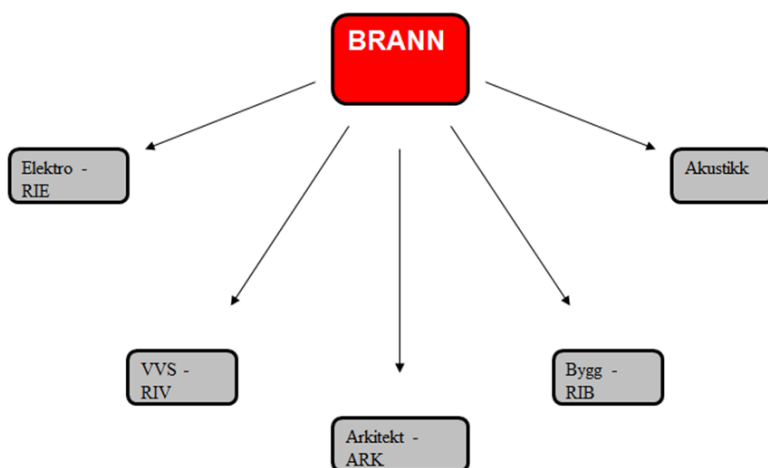 BRANN
Elektro -
RIE
Akustikk
VVS -
RIV
Bygg -
RIB
Arkitekt -
ARK